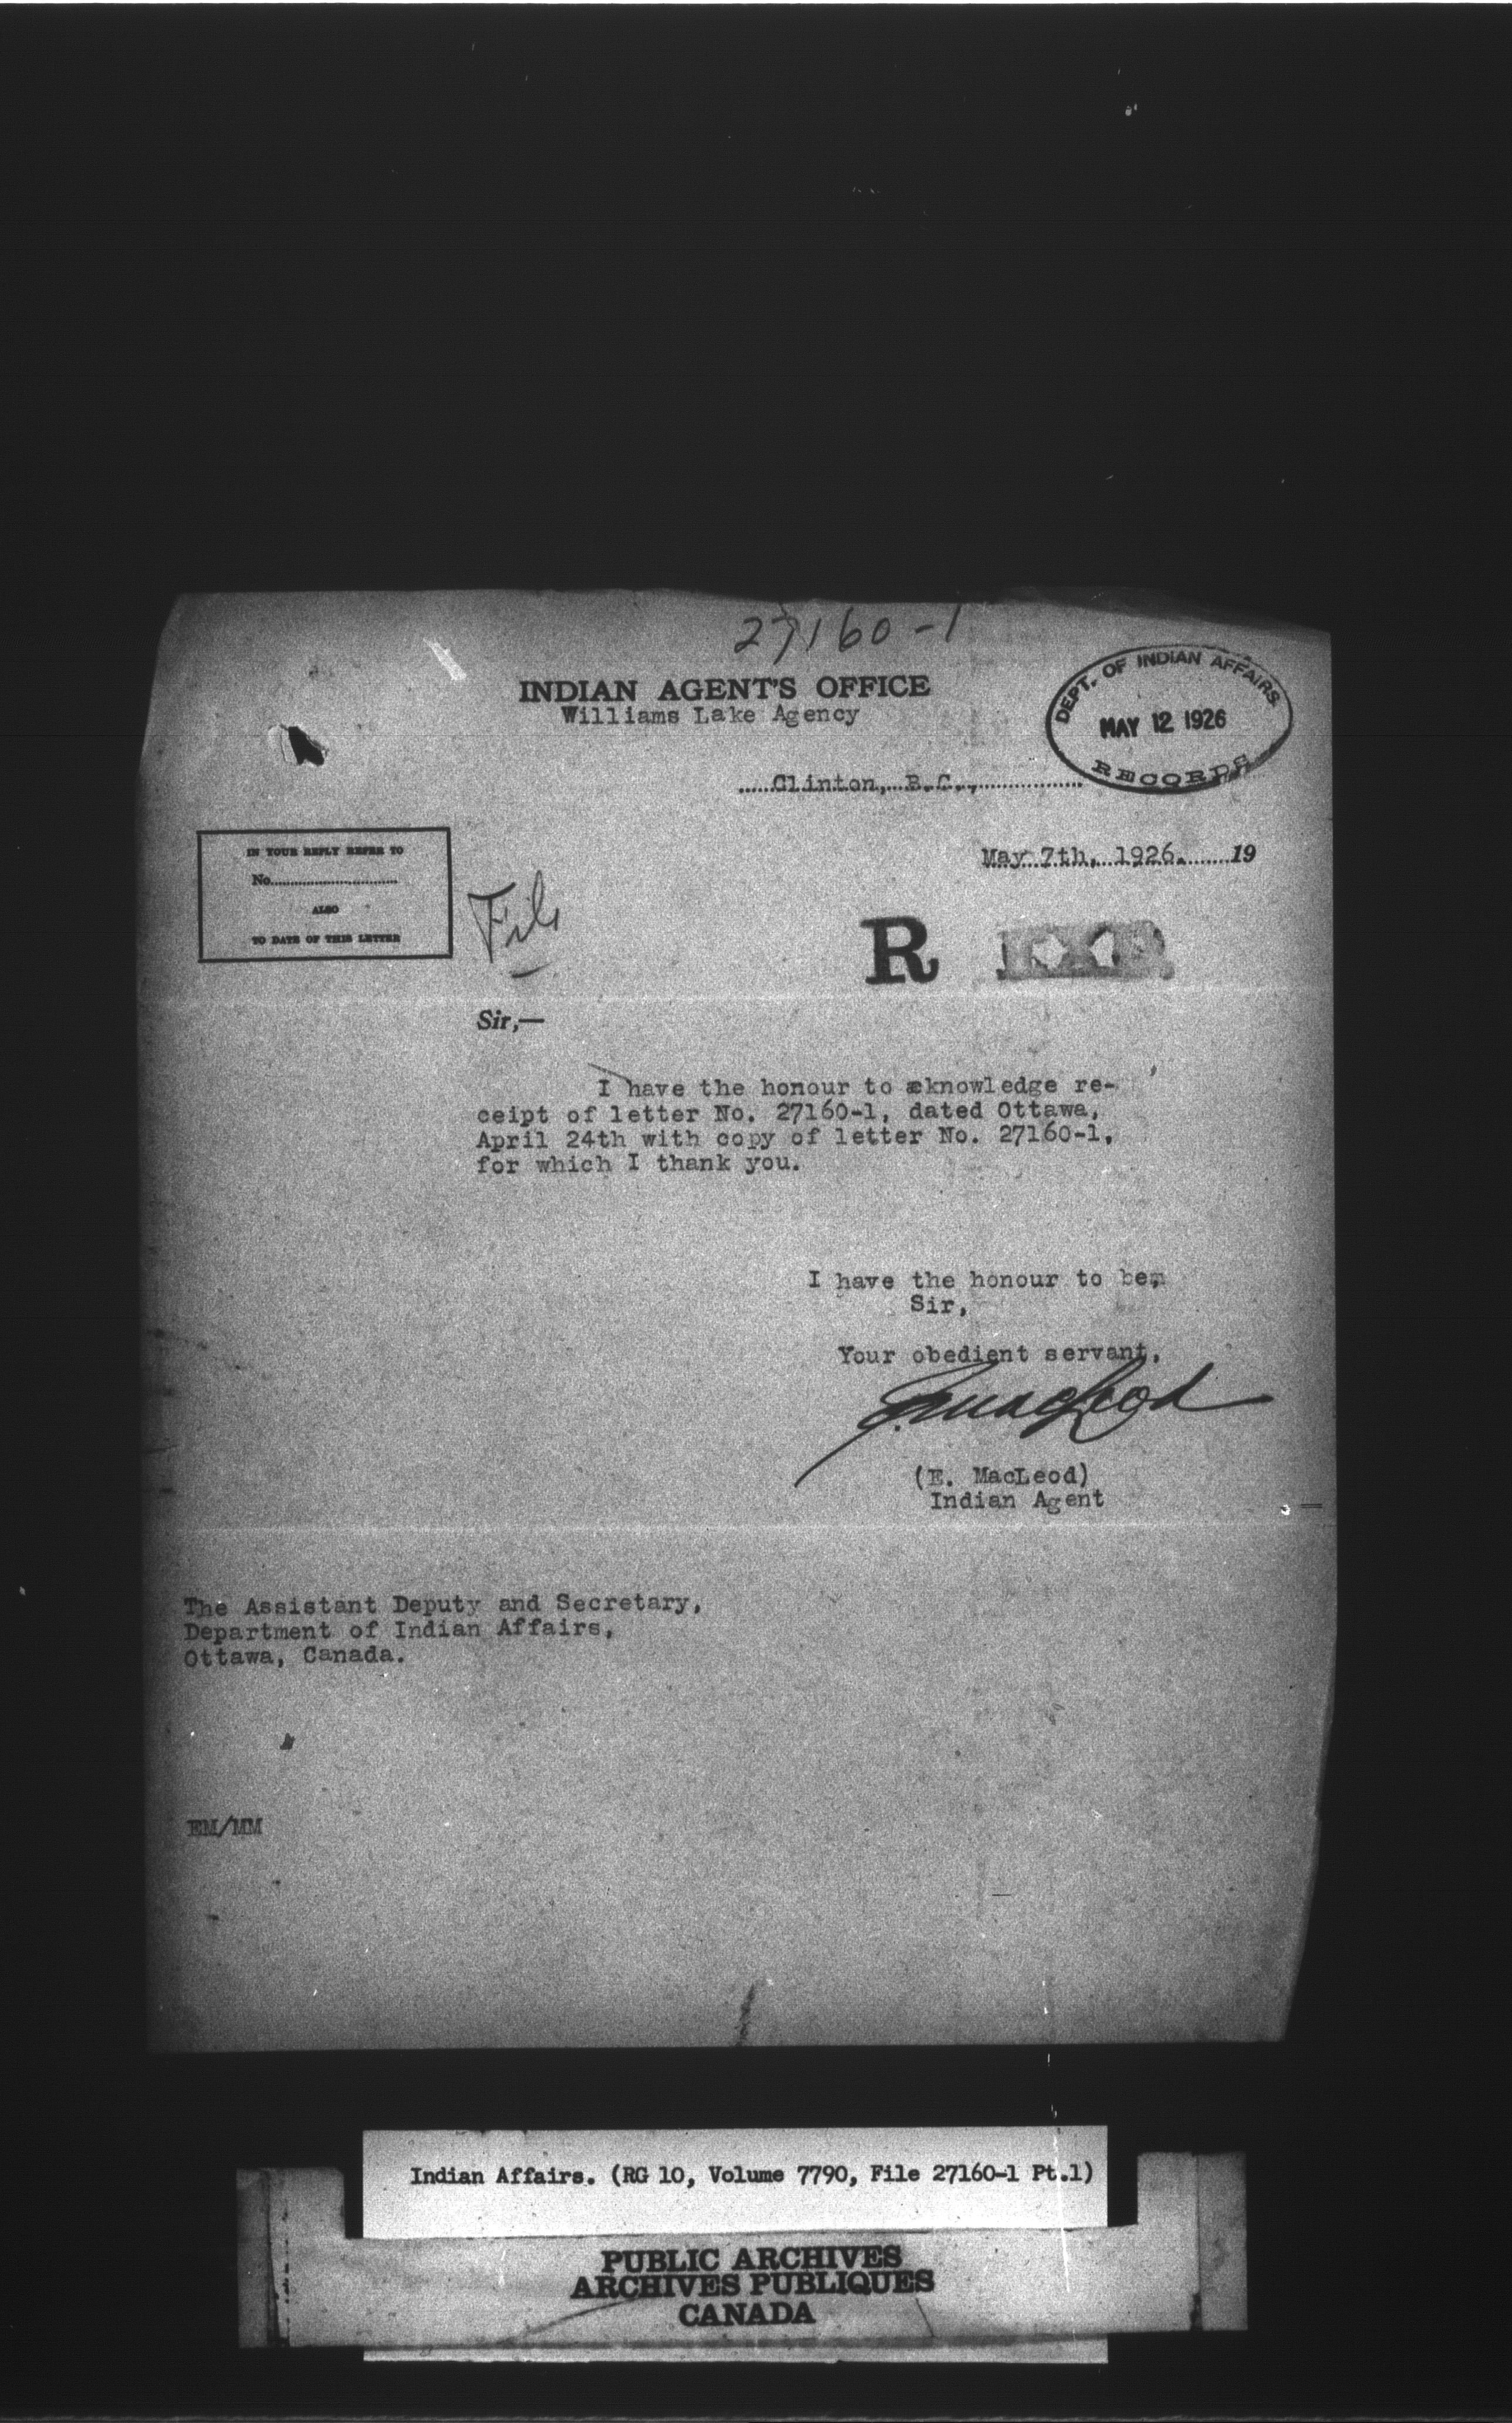 27160-1
INDIAN AGENT'S OFFICE
Williams Lake Agency
DEPT. OF INDIAN AFFAIRS
MAY 12 1926
RECORDS
Clinton, B.C.,
May 7th, 1926. 19
IN YOUR REPLY REFER TO
No.
ALSO
TO DATE OF THIS LETTER
File
R
Sir,—
I have the honour to acknowledge re-
ceipt of letter No. 27160-1, dated Ottawa,
April 24th with copy of letter No. 27160-1,
for which I thank you.
I have the honour to be,
Sir,
Your obedient servant,
E. MacLeod
(E. MacLeod)
Indian Agent
The Assistant Deputy and Secretary,
Department of Indian Affairs,
Ottawa, Canada.
EM/MM
Indian Affairs. (RG 10, Volume 7790, File 27160-1 Pt.1)
PUBLIC ARCHIVES
ARCHIVES PUBLIQUES
CANADA